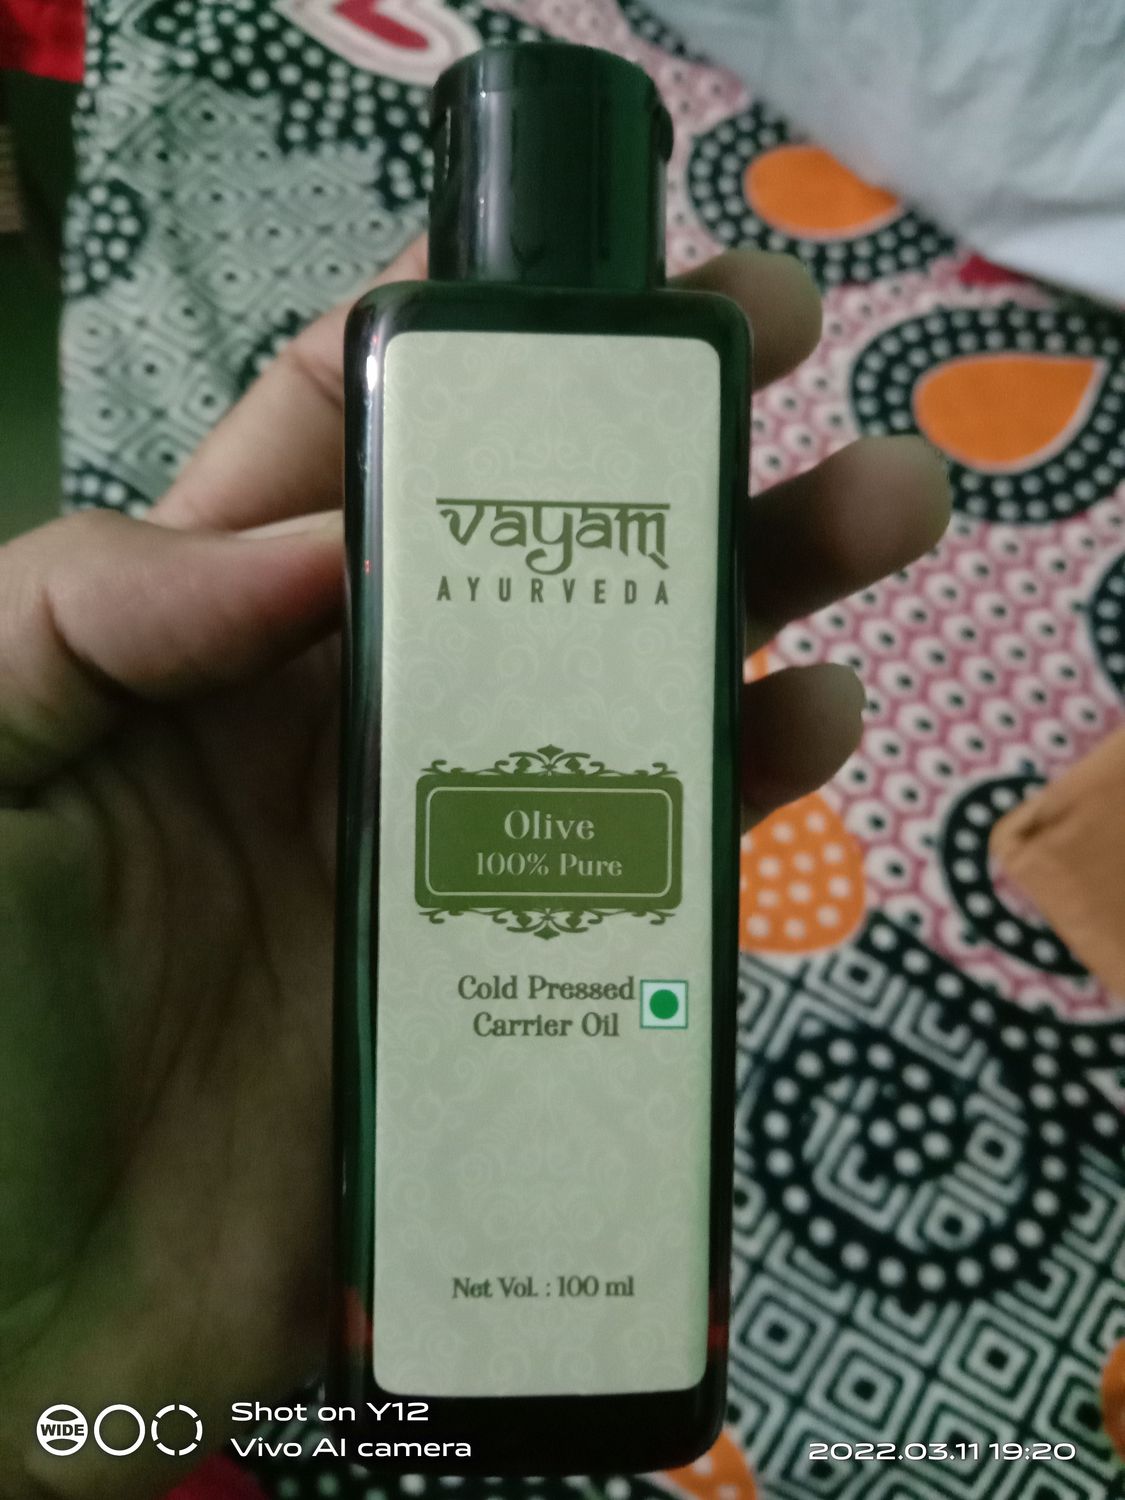 vayam
AYURVEDA
Olive
100% Pure
Cold Pressed
Carrier Oil
Net Vol. : 100 ml
WIDE
Shot on Y12
Vivo AI camera
2022.03.11 19:20